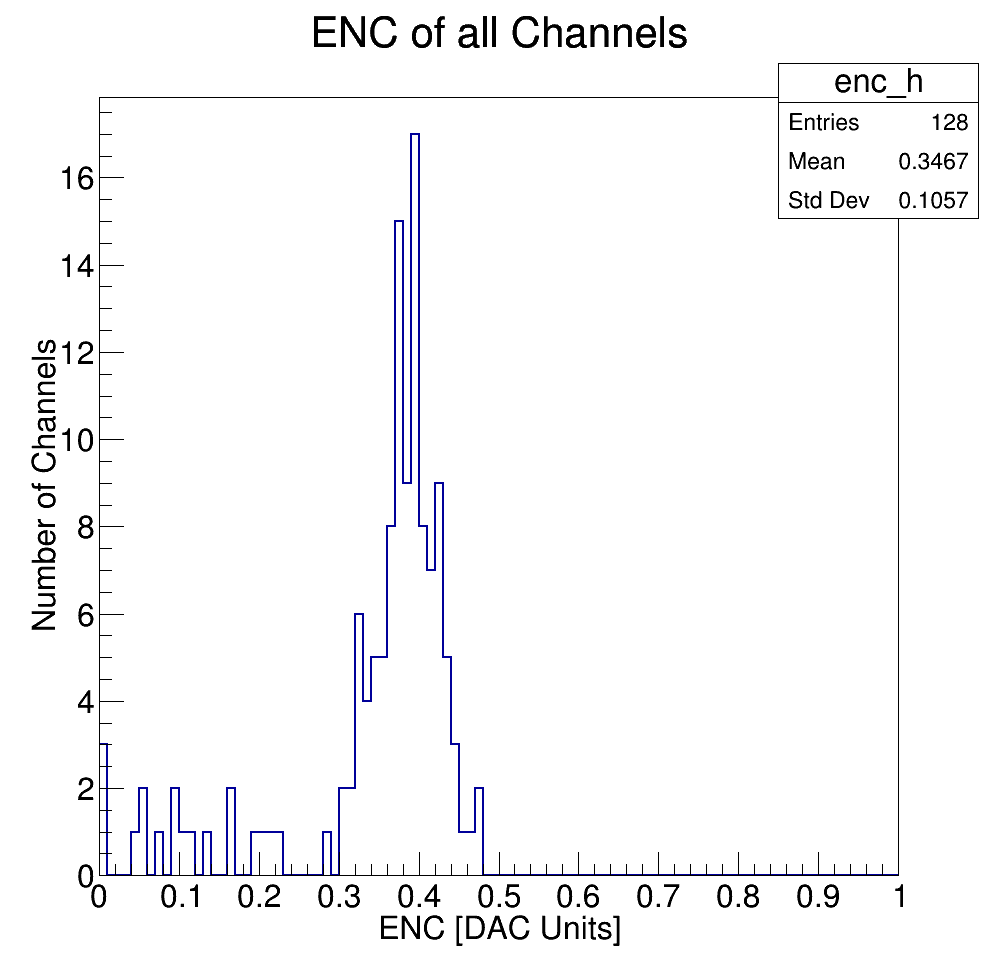 ENC of all Channels
enc_h
Entries 128
Mean 0.3467
Std Dev 0.1057
Number of Channels
16
14
12
10
8
6
4
2
0
0 0.1 0.2 0.3 0.4 0.5 0.6 0.7 0.8 0.9 1
ENC [DAC Units]